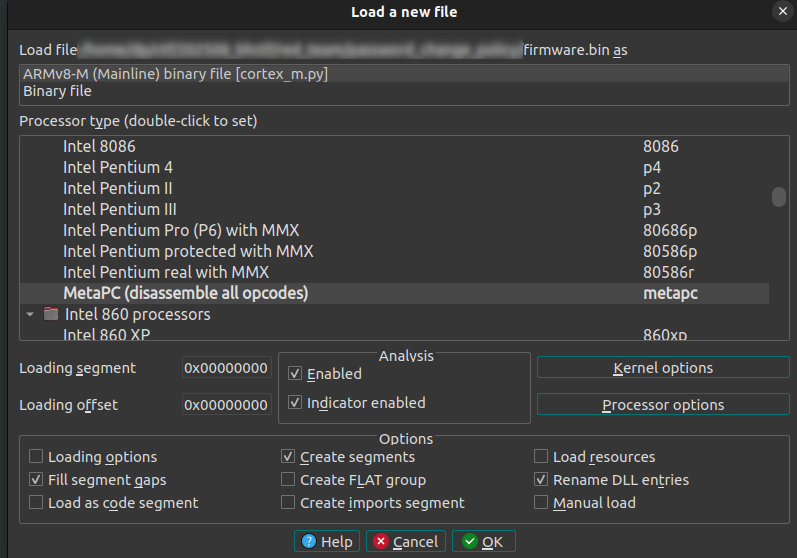 Load a new file
Load file firmware.bin as
ARMv8-M (Mainline) binary file [cortex_m.py]
Binary file
Processor type (double-click to set)
Intel 8086 8086
Intel Pentium 4 p4
Intel Pentium II p2
Intel Pentium III p3
Intel Pentium Pro (P6) with MMX 80686p
Intel Pentium protected with MMX 80586p
Intel Pentium real with MMX 80586r
MetaPC (disassemble all opcodes) metapc
Intel 860 processors
Intel 860 XP 860xp
Analysis
Loading segment 0x00000000 Enabled Kernel options
Loading offset 0x00000000 Indicator enabled Processor options
Options
Loading options Create segments Load resources
Fill segment gaps Create FLAT group Rename DLL entries
Load as code segment Create imports segment Manual load
? Help Cancel OK